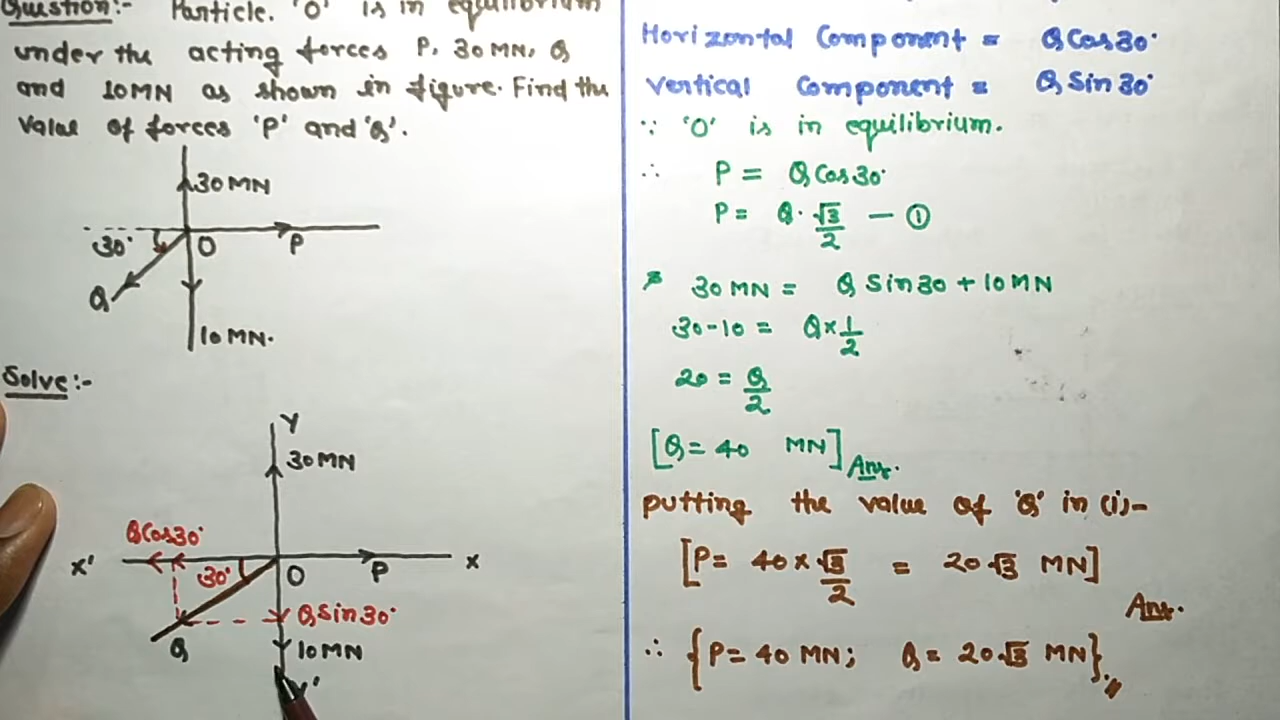 Question:- Particle. 'O' is in equilibrium
under the acting forces P, 30 MN, Q
and 10MN as shown in figure. Find the
value of forces 'P' and 'Q'.
30 MN
30°
O
P
Q
10 MN.
Solve:-
Y
30 MN
Qcos30°
X'
30°
O
P
X
Q sin 30°
Q
10 MN
Y'
Horizontal Component = Q Cos 30°
Vertical Component = Q Sin 30°
∵ 'O' is in equilibrium.
∴ P = Q Cos 30°
P = Q · √3/2 — ①
30 MN = Q Sin 30 + 10 MN
30-10 = Q × 1/2
20 = Q/2
[Q = 40 MN] Ans.
putting the value of 'Q' in (i)-
[P = 40 × √3/2 = 20√3 MN]
Ans.
∴ {P = 40 MN; Q = 20√3 MN}.